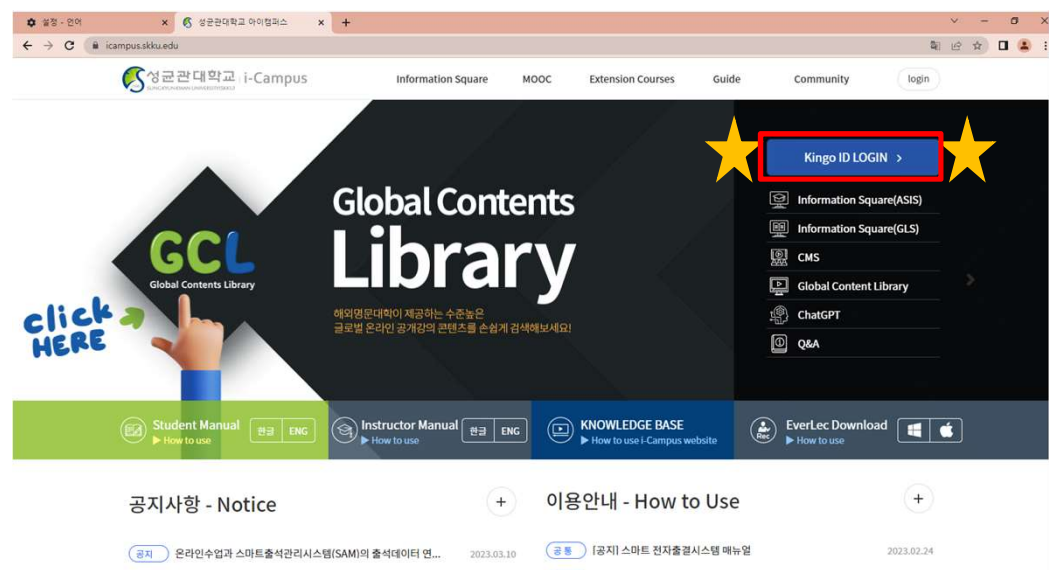 설정 - 언어
성균관대학교 아이캠퍼스
icampus.skku.edu
성균관대학교 i-Campus
Information Square
MOOC
Extension Courses
Guide
Community
login
Kingo ID LOGIN >
Information Square(ASIS)
Information Square(GLS)
CMS
Global Content Library
ChatGPT
Q&A
Global Contents
Library
해외명문대학이 제공하는 수준높은
글로벌 온라인 공개강의 콘텐츠를 손쉽게 검색해보세요!
GCL
Global Contents Library
click
HERE
Student Manual
How to use
한글 ENG
Instructor Manual
How to use
한글 ENG
KNOWLEDGE BASE
How to use i-Campus website
Rec
EverLec Download
How to use
공지사항 - Notice
공지 온라인수업과 스마트출석관리시스템(SAM)의 출석데이터 연... 2023.03.10
이용안내 - How to Use
공통 [공지] 스마트 전자출결시스템 매뉴얼 2023.02.24